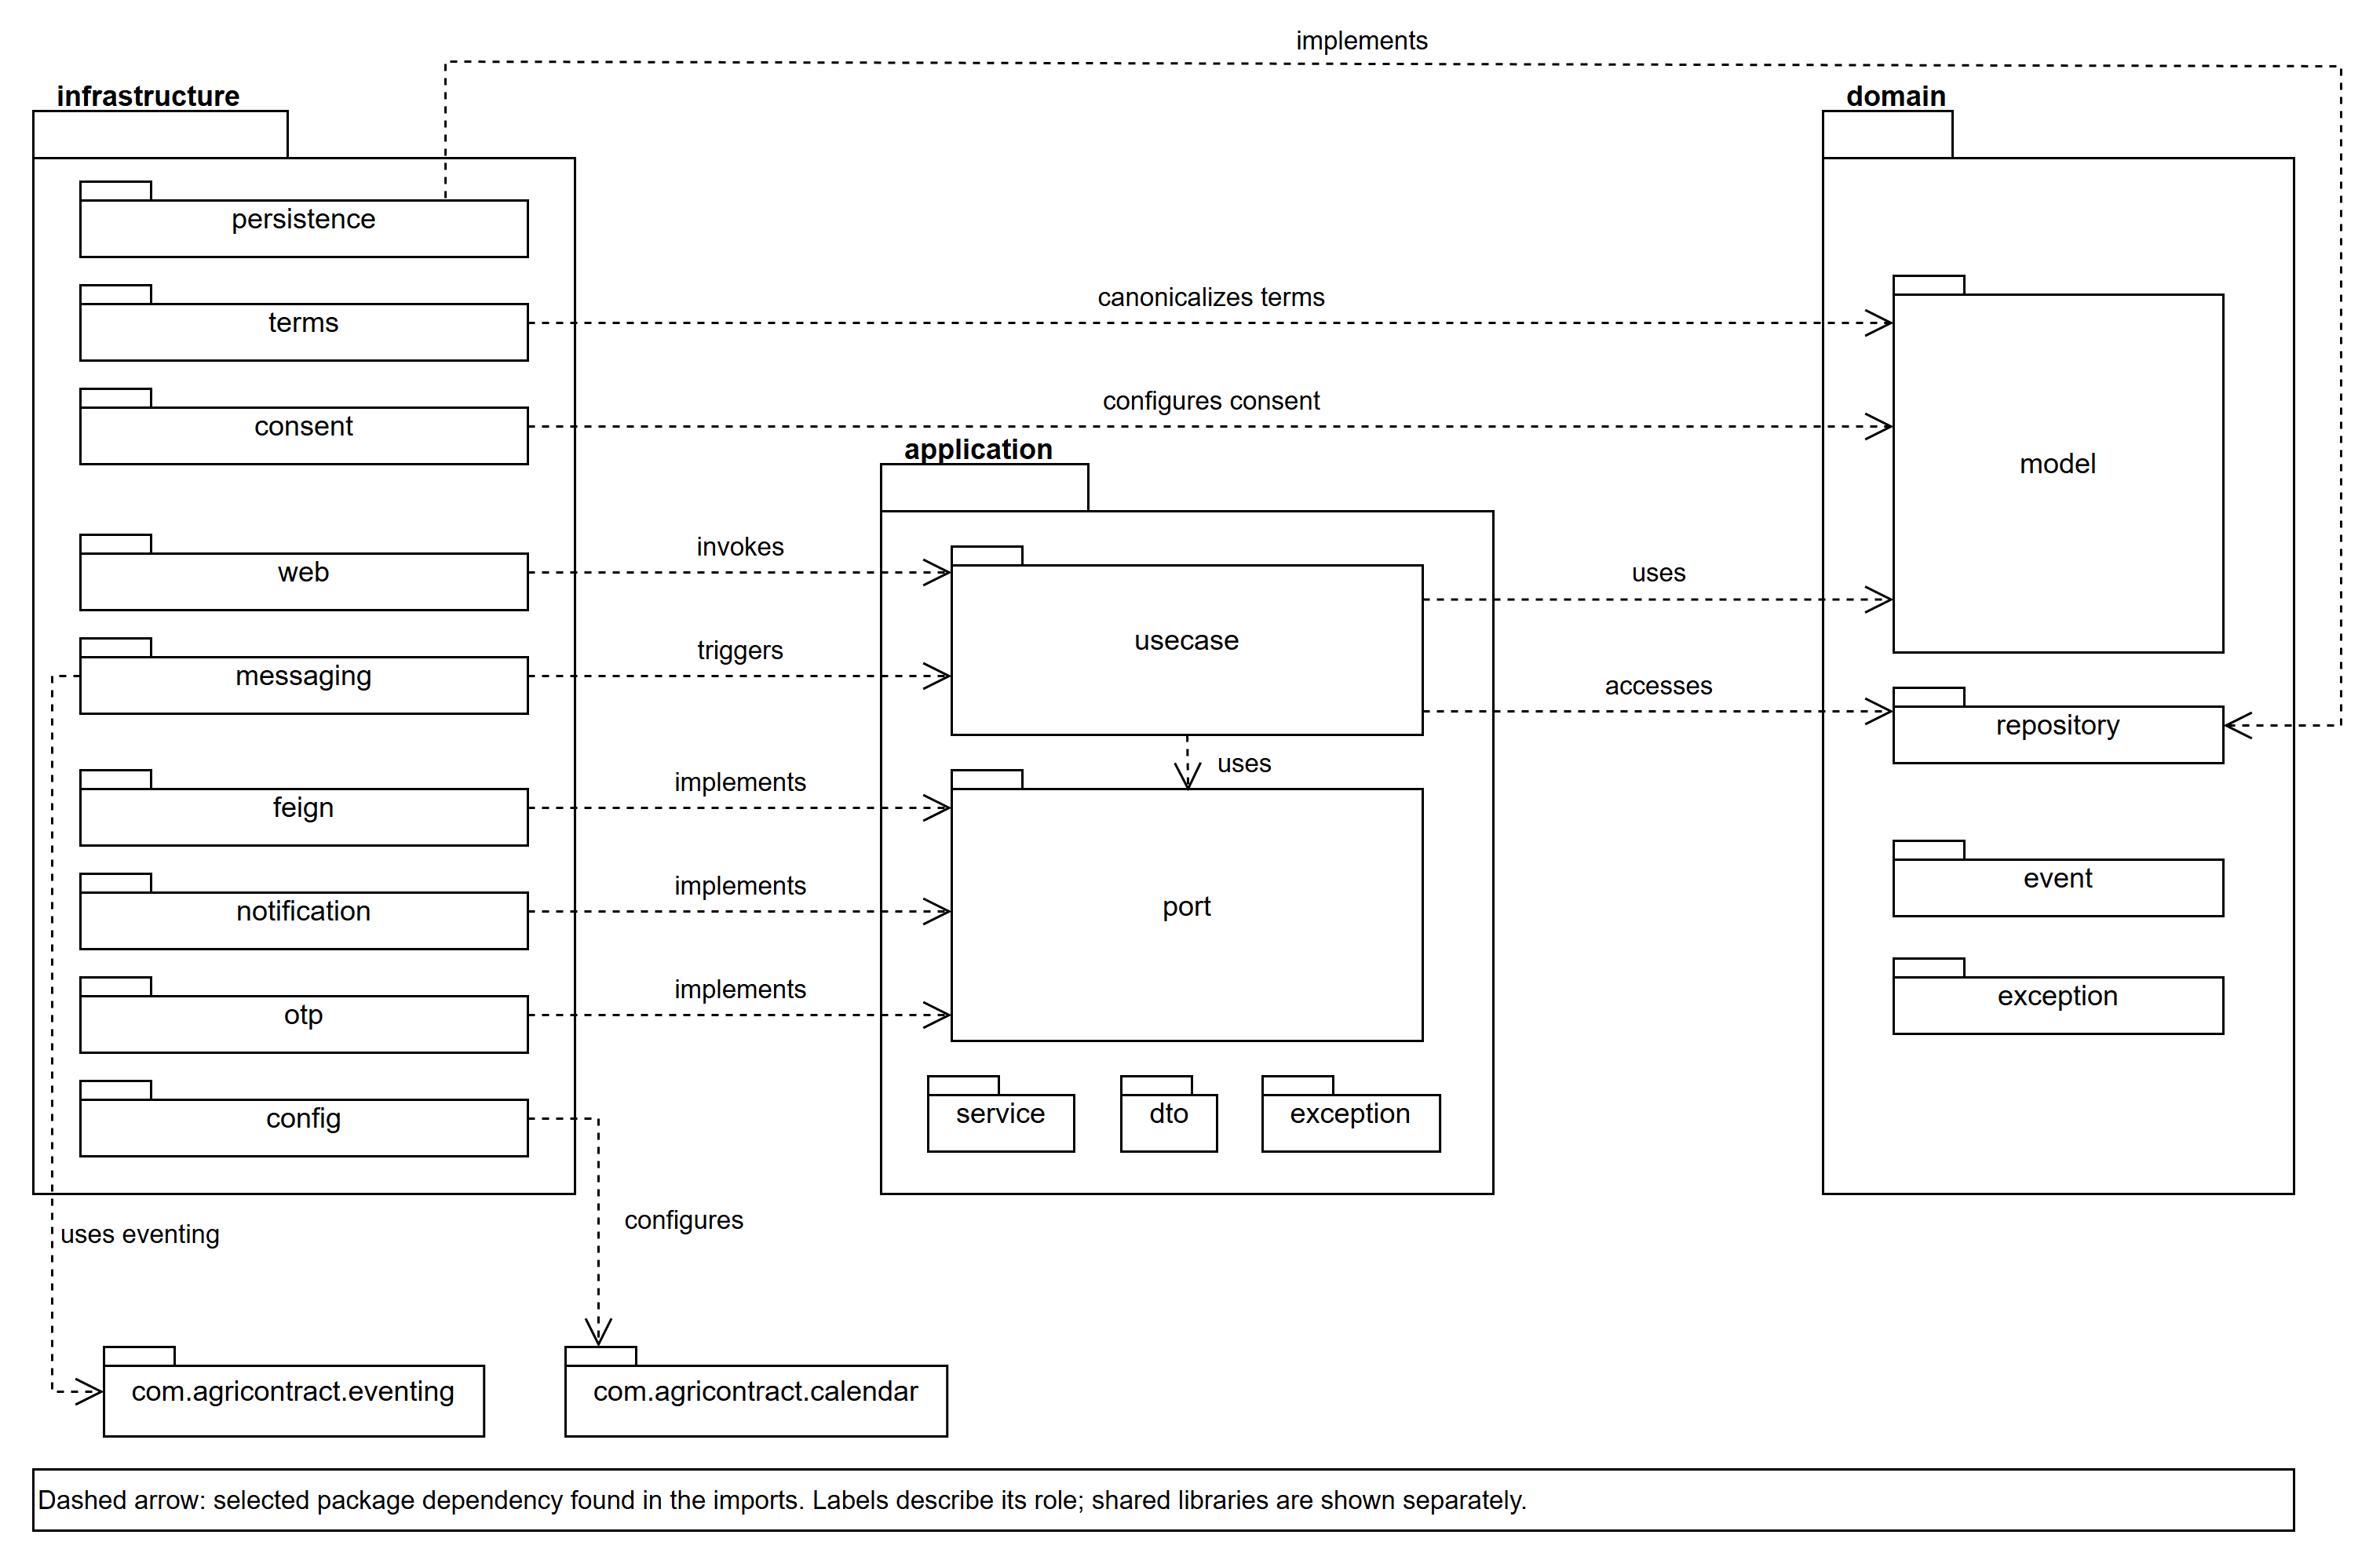 implements
infrastructure
domain
persistence
canonicalizes terms
terms
configures consent
consent
application
model
invokes
web
uses
usecase
triggers
messaging
accesses
repository
uses
implements
feign
event
implements
notification
port
implements
exception
otp
service
dto
exception
config
configures
uses eventing
com.agricontract.eventing
com.agricontract.calendar
Dashed arrow: selected package dependency found in the imports. Labels describe its role; shared libraries are shown separately.